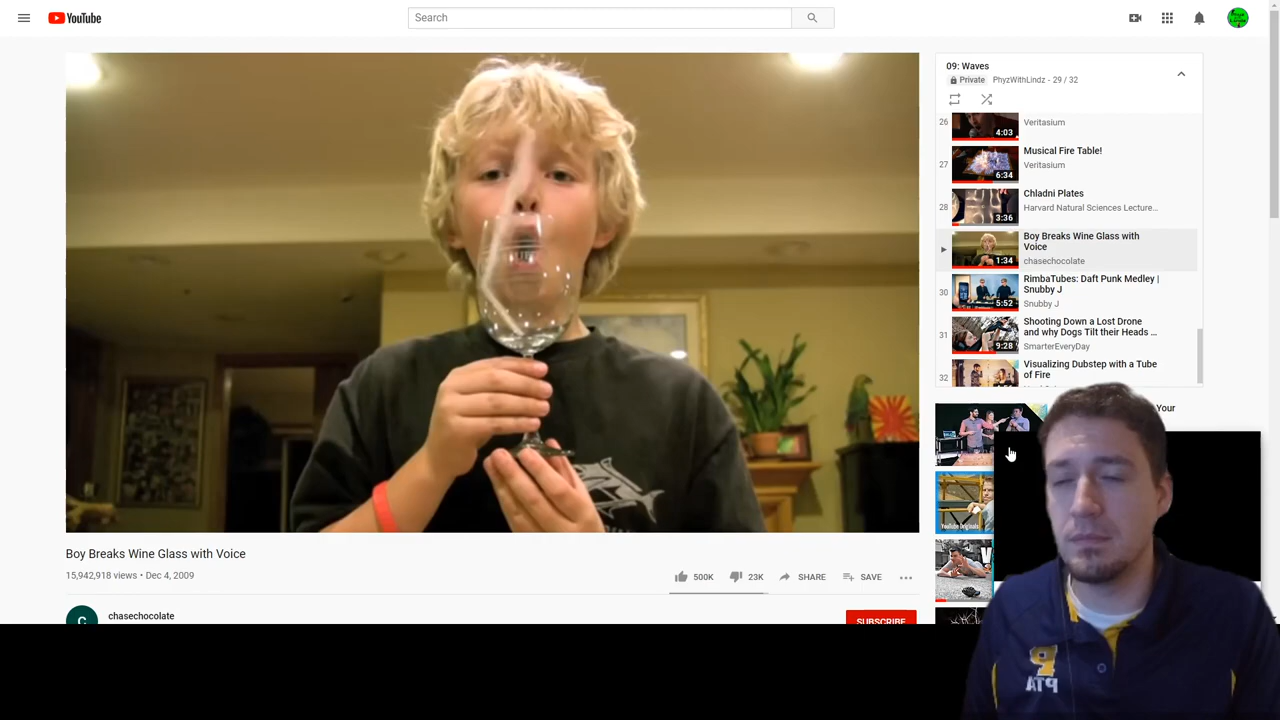 YouTube
Search
09: Waves
Private PhyzWithLindz - 29 / 32
26
Veritasium
4:03
27
Musical Fire Table!
Veritasium
6:34
28
Chladni Plates
Harvard Natural Sciences Lecture...
3:36
Boy Breaks Wine Glass with
Voice
chasechocolate
1:34
30
RimbaTubes: Daft Punk Medley |
Snubby J
Snubby J
5:52
31
Shooting Down a Lost Drone
and why Dogs Tilt their Heads ...
SmarterEveryDay
9:28
32
Visualizing Dubstep with a Tube
of Fire
Your
YouTube Originals
Boy Breaks Wine Glass with Voice
15,942,918 views • Dec 4, 2009
500K
23K
SHARE
SAVE
C
chasechocolate
SUBSCRIBE
P
PTA